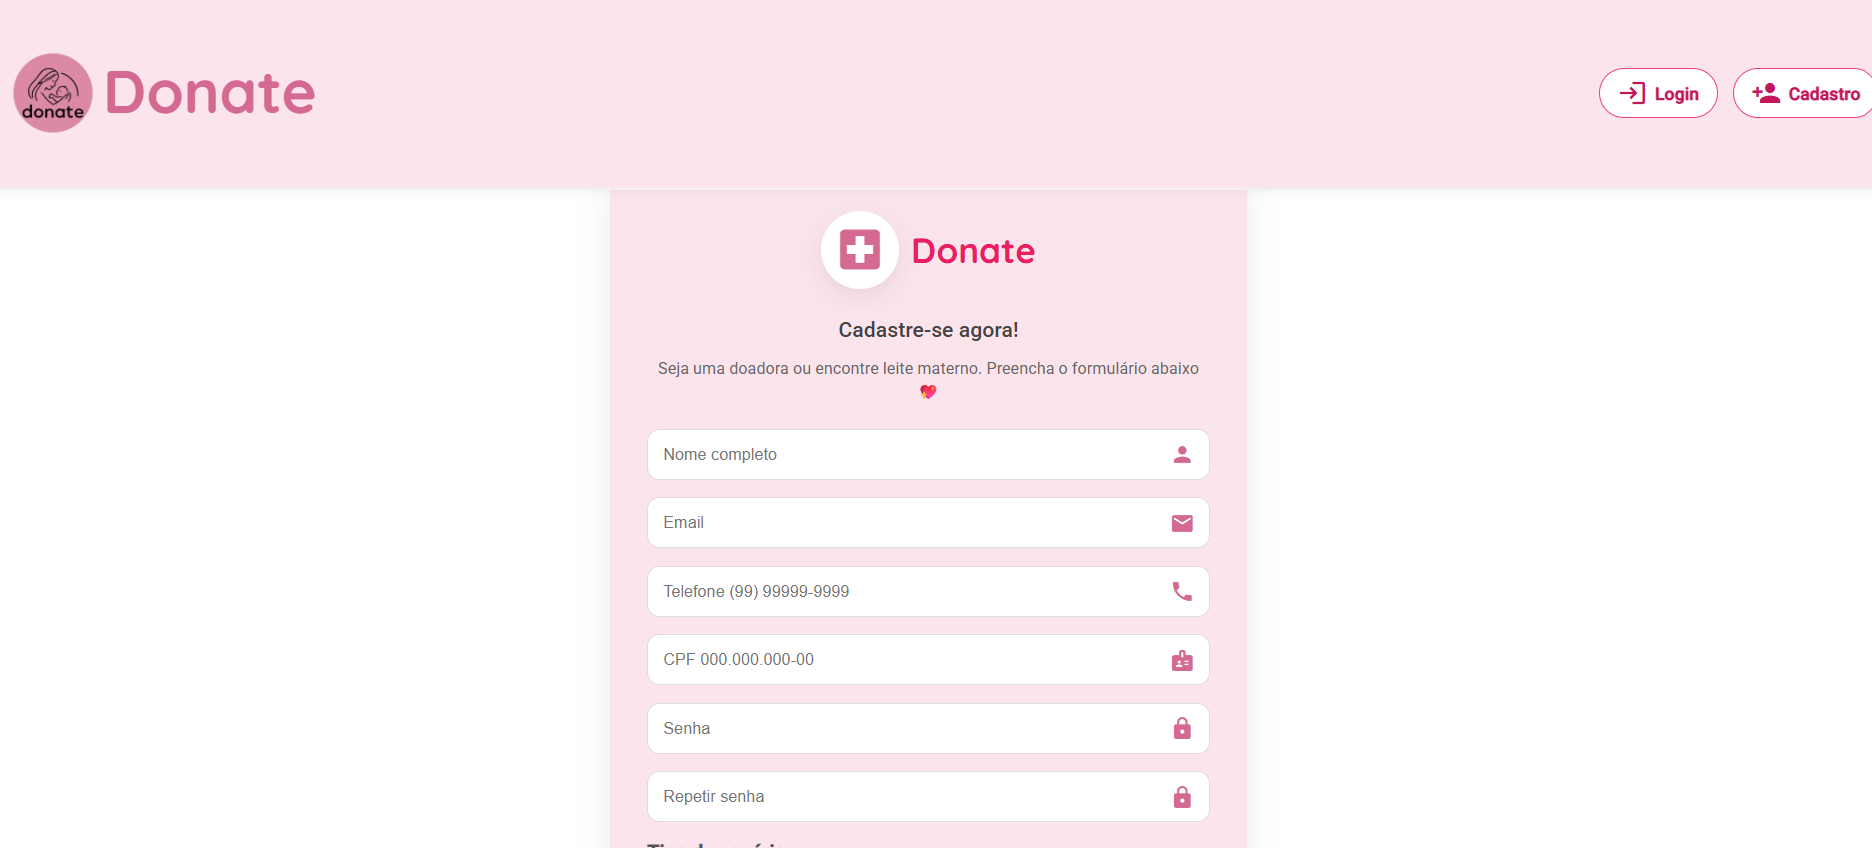 donate
Donate
Login
Cadastro
Donate
Cadastre-se agora!
Seja uma doadora ou encontre leite materno. Preencha o formulário abaixo
💖
Nome completo
Email
Telefone (99) 99999-9999
CPF 000.000.000-00
Senha
Repetir senha